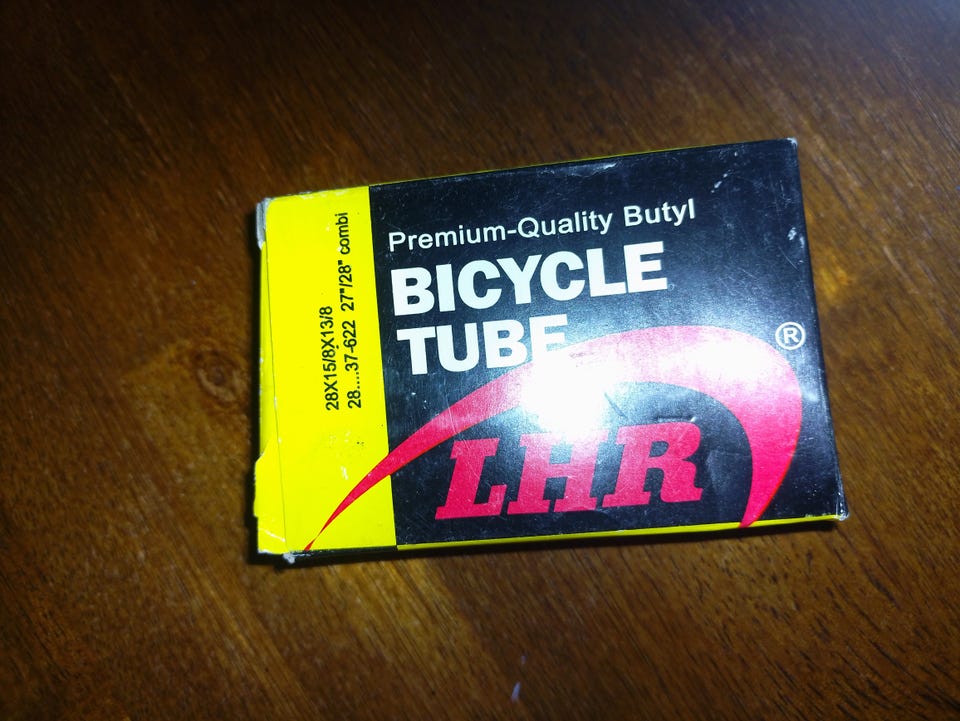 28X15/8X13/8
28....37-622 27"/28" combi
Premium-Quality Butyl
BICYCLE
TUBE
®
LHR